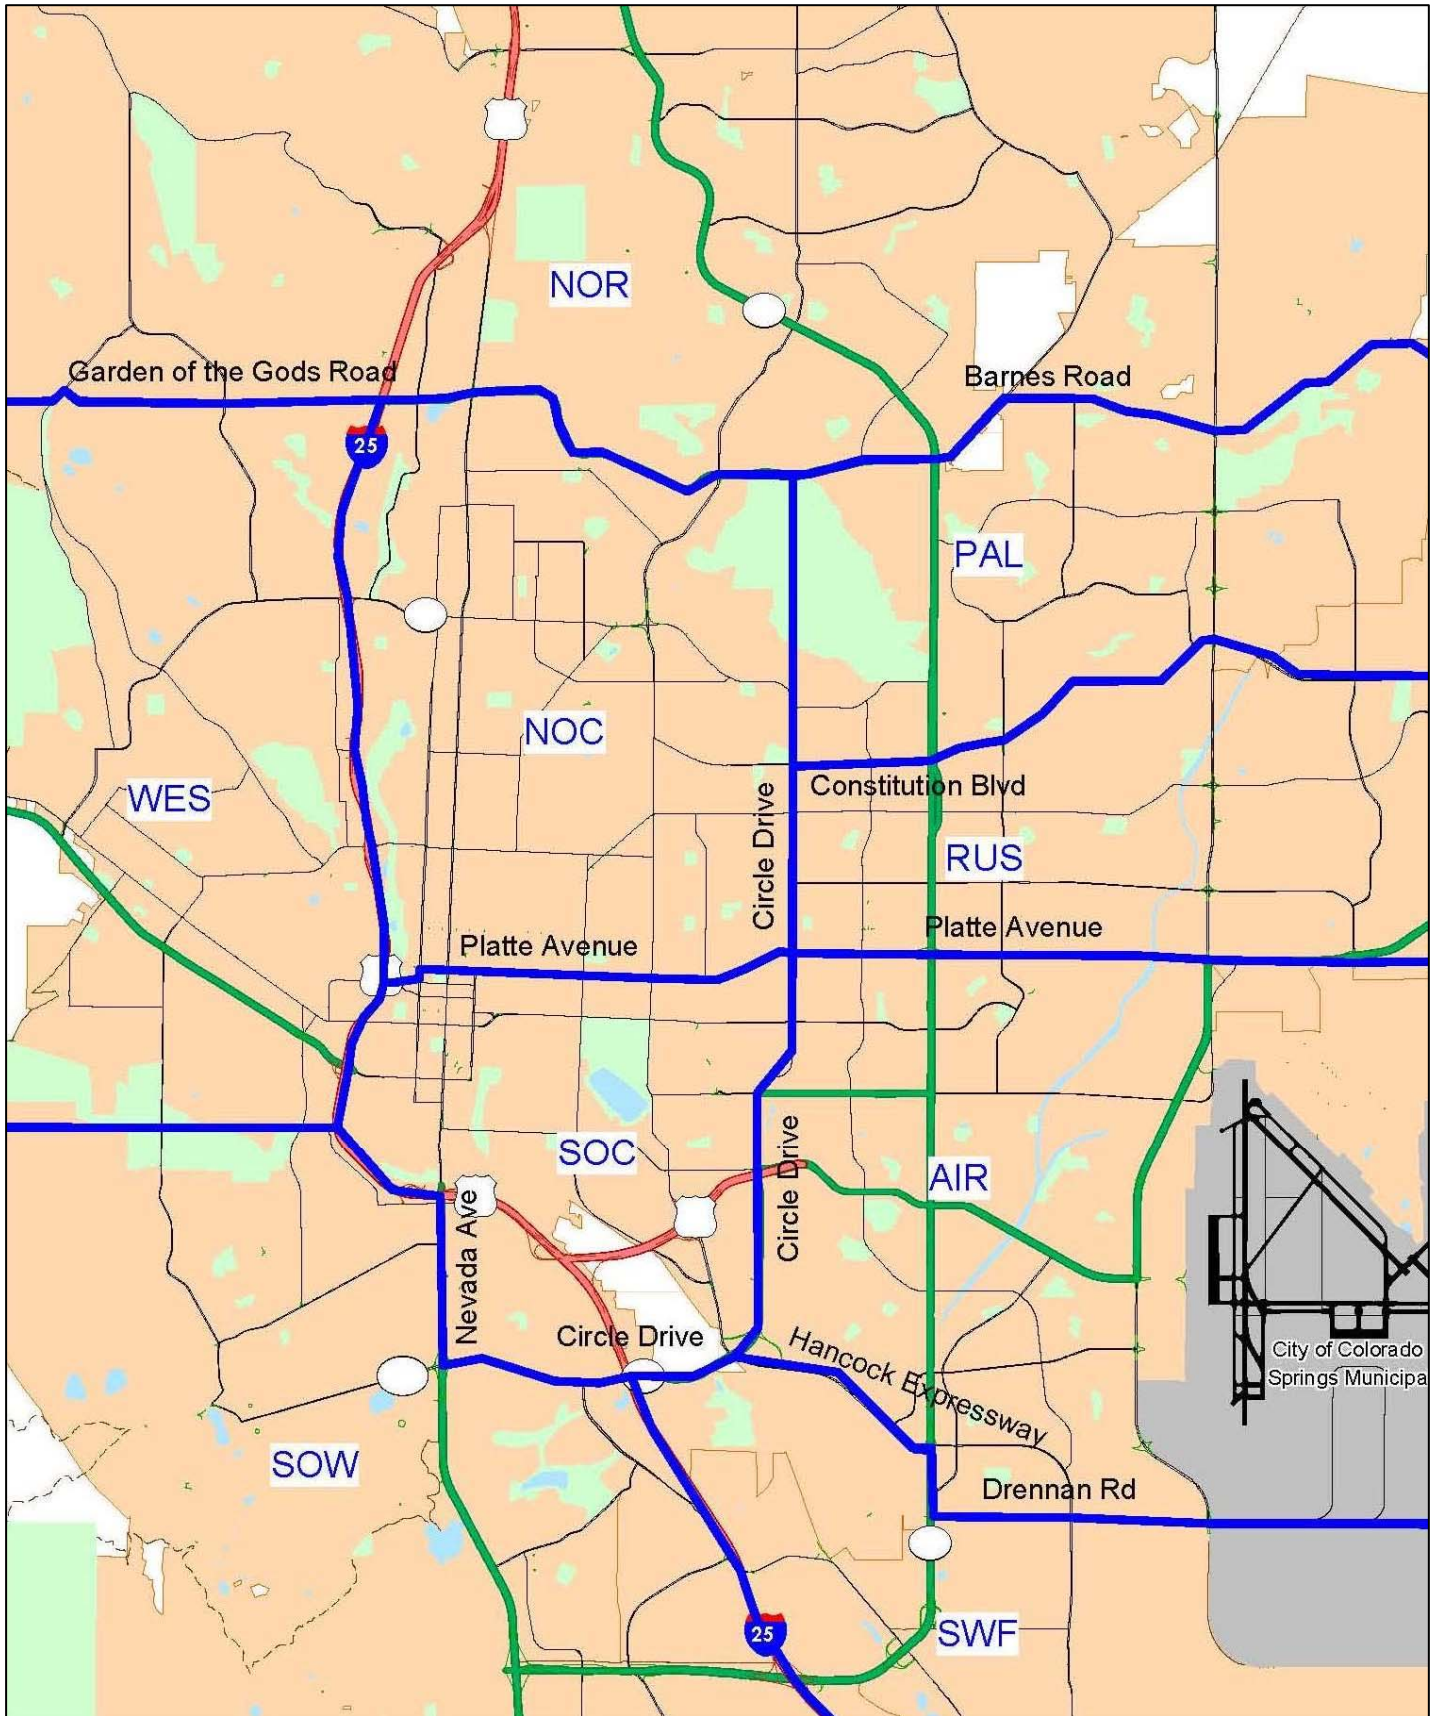 NOR
Garden of the Gods Road
Barnes Road
25
PAL
NOC
Constitution Blvd
WES
Circle Drive
RUS
Platte Avenue
Platte Avenue
SOC
AIR
Circle Drive
Nevada Ave
Circle Drive
Hancock Expressway
City of Colorado
Springs Municipa
SOW
Drennan Rd
25
SWF